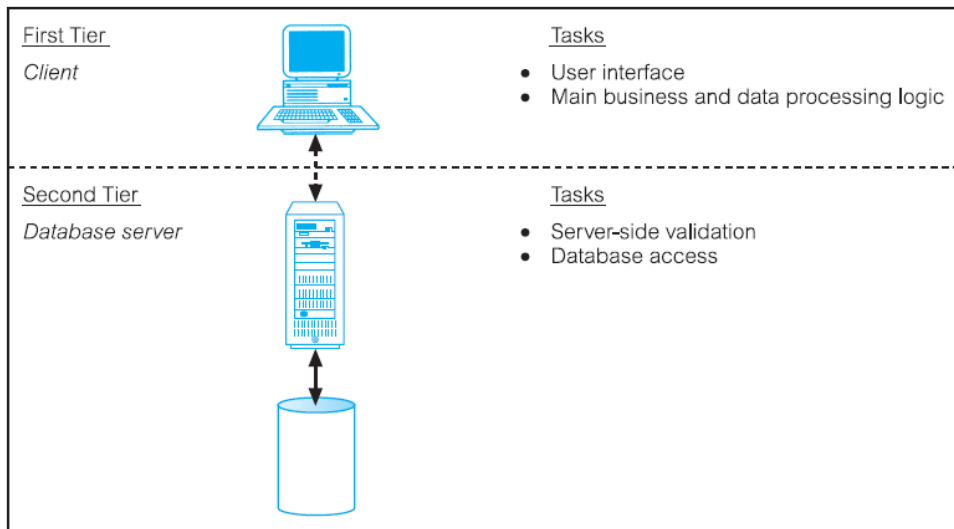 First Tier
Client
Tasks
• User interface
• Main business and data processing logic
Second Tier
Database server
Tasks
• Server-side validation
• Database access